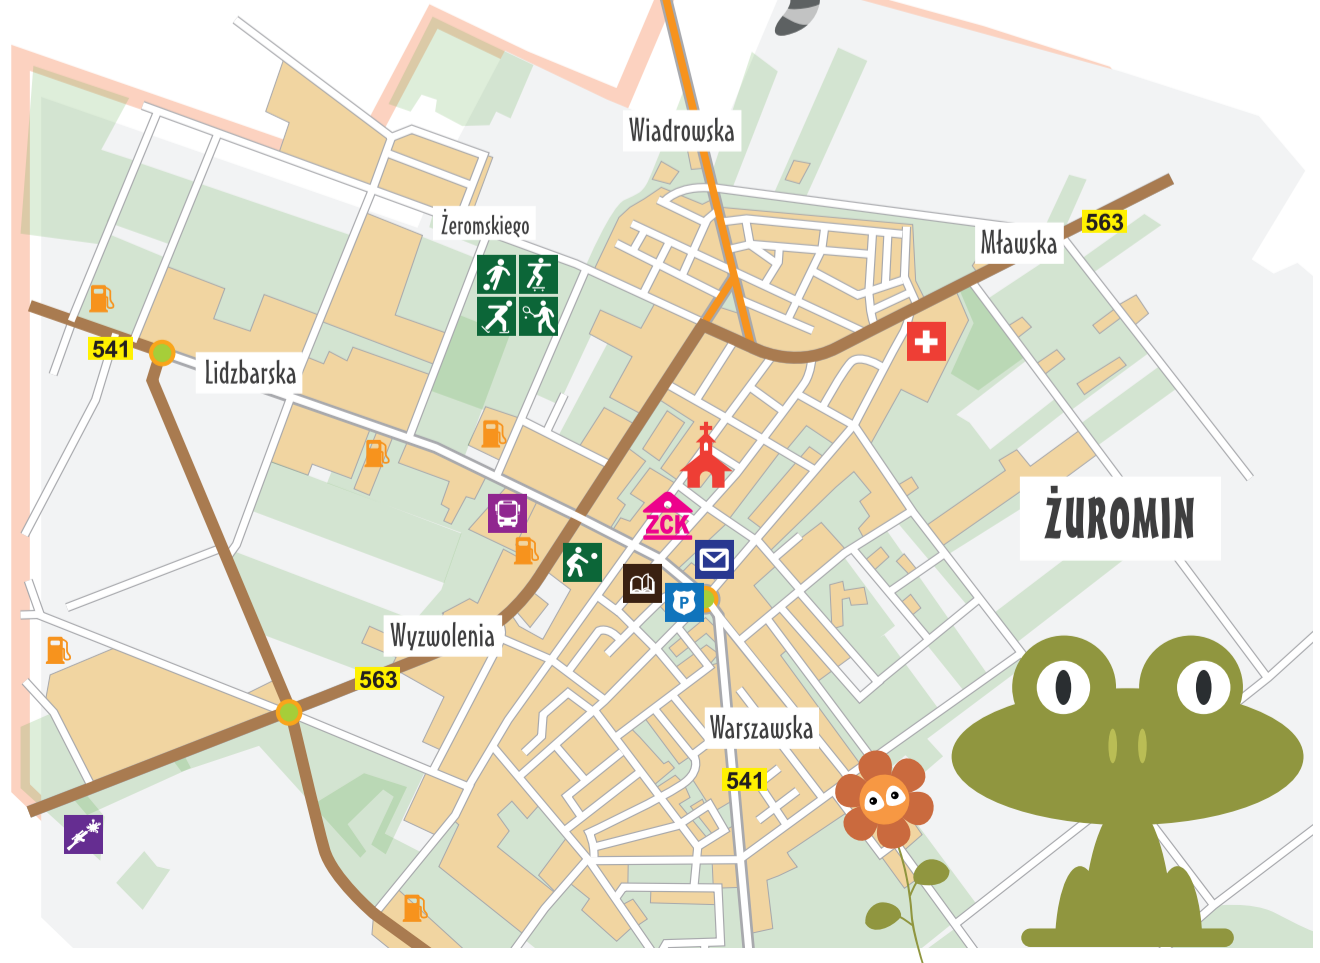 Wiadrowska
Żeromskiego
563
Mławska
541
Lidzbarska
ŻUROMIN
ZCK
P
Wyzwolenia
563
Warszawska
541